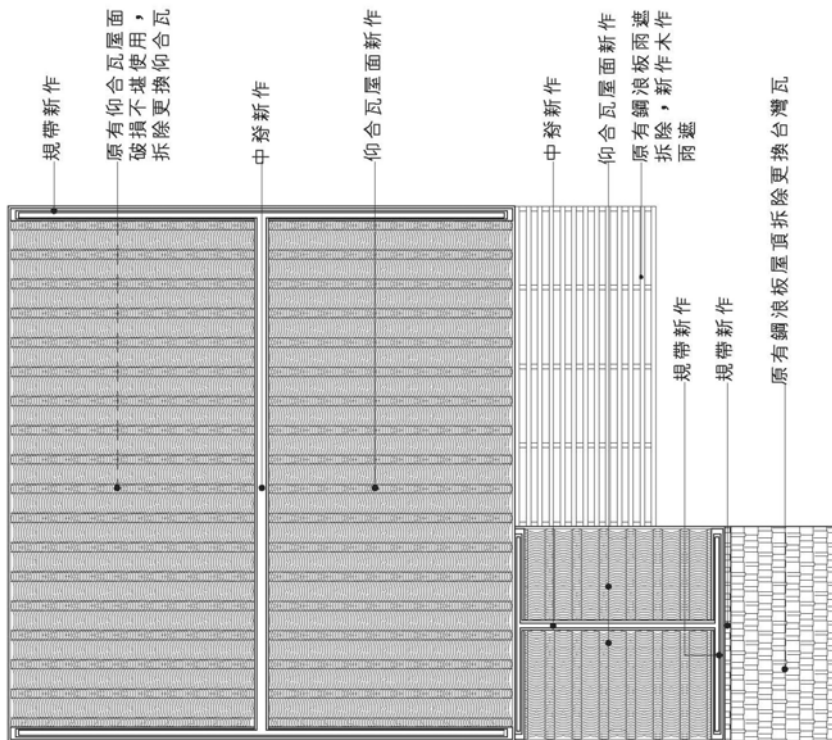 規帶新作
原有仰合瓦屋面
破損不堪使用，
拆除更換仰合瓦
中脊新作
仰合瓦屋面新作
中脊新作
仰合瓦屋面新作
原有鋼浪板雨遮
拆除，新作木作
雨遮
規帶新作
規帶新作
原有鋼浪板屋頂拆除更換台灣瓦